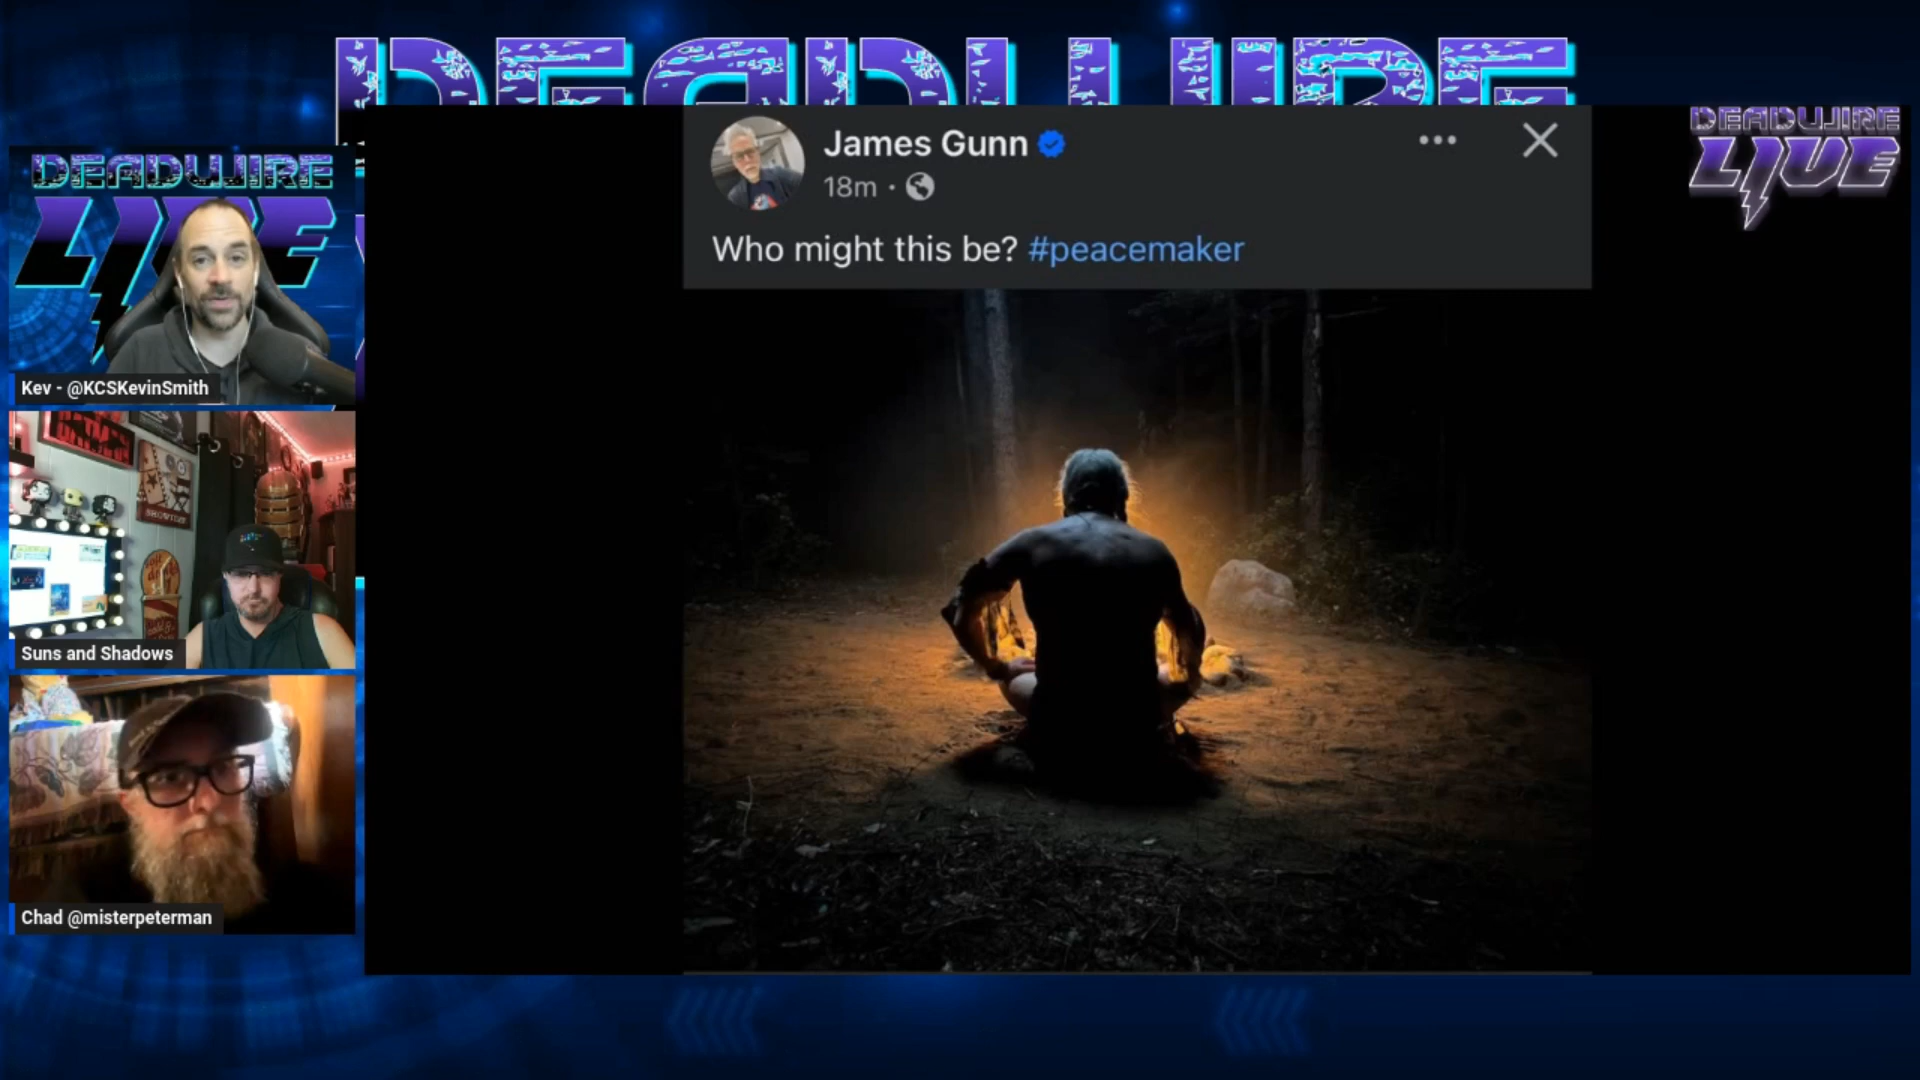 DEADWIRE
DEADWIRE
LIVE
Kev - @KCSKevinSmith
Suns and Shadows
Chad @misterpeterman
James Gunn
18m
Who might this be? #peacemaker
DEADWIRE
LIVE